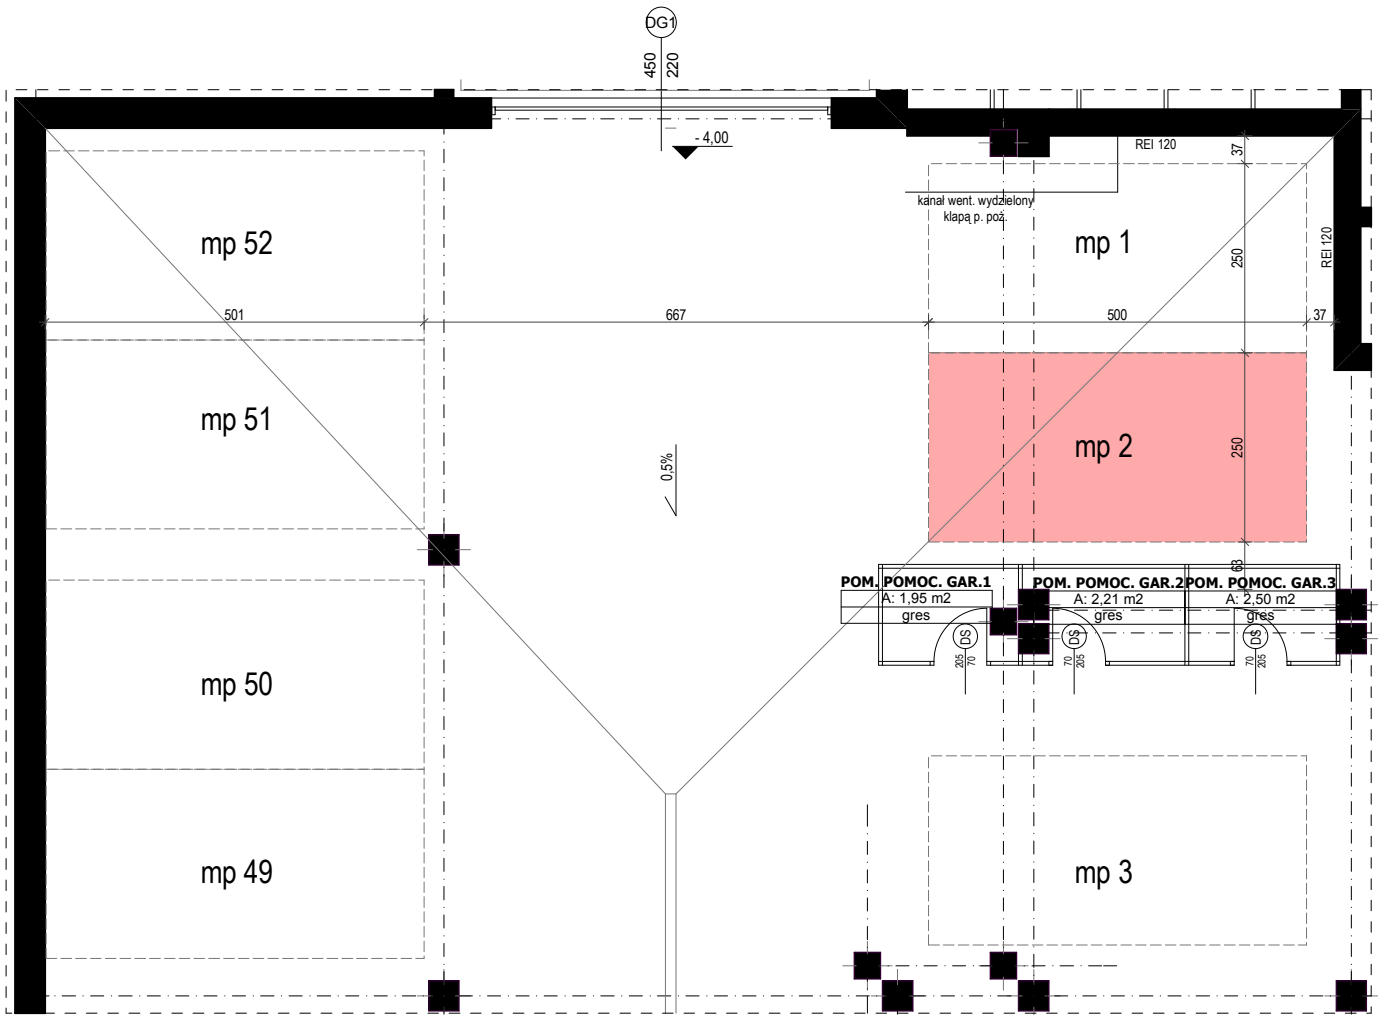 DG1
450
220
- 4,00
37
REI 120
kanał went. wydzielony
klapą p. poż.
mp 52
mp 1
250
REI 120
501
667
500
37
mp 51
mp 2
250
0,5%
63
POM. POMOC. GAR.1
A: 1,95 m2
gres
POM. POMOC. GAR.2
A: 2,21 m2
gres
POM. POMOC. GAR.3
A: 2,50 m2
gres
DS
205
70
DS
70
205
DS
70
205
mp 50
mp 49
mp 3